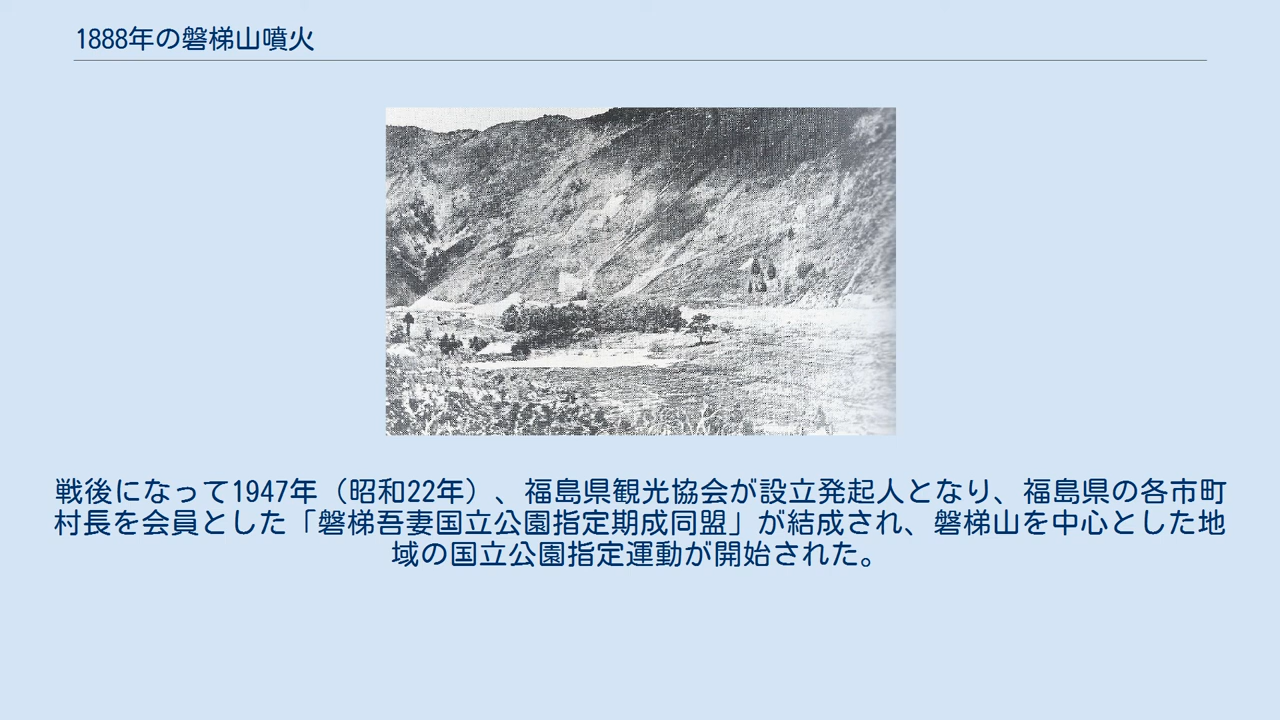 1888年の磐梯山噴火
戦後になって1947年（昭和22年）、福島県観光協会が設立発起人となり、福島県の各市町
村長を会員とした「磐梯吾妻国立公園指定期成同盟」が結成され、磐梯山を中心とした地
域の国立公園指定運動が開始された。